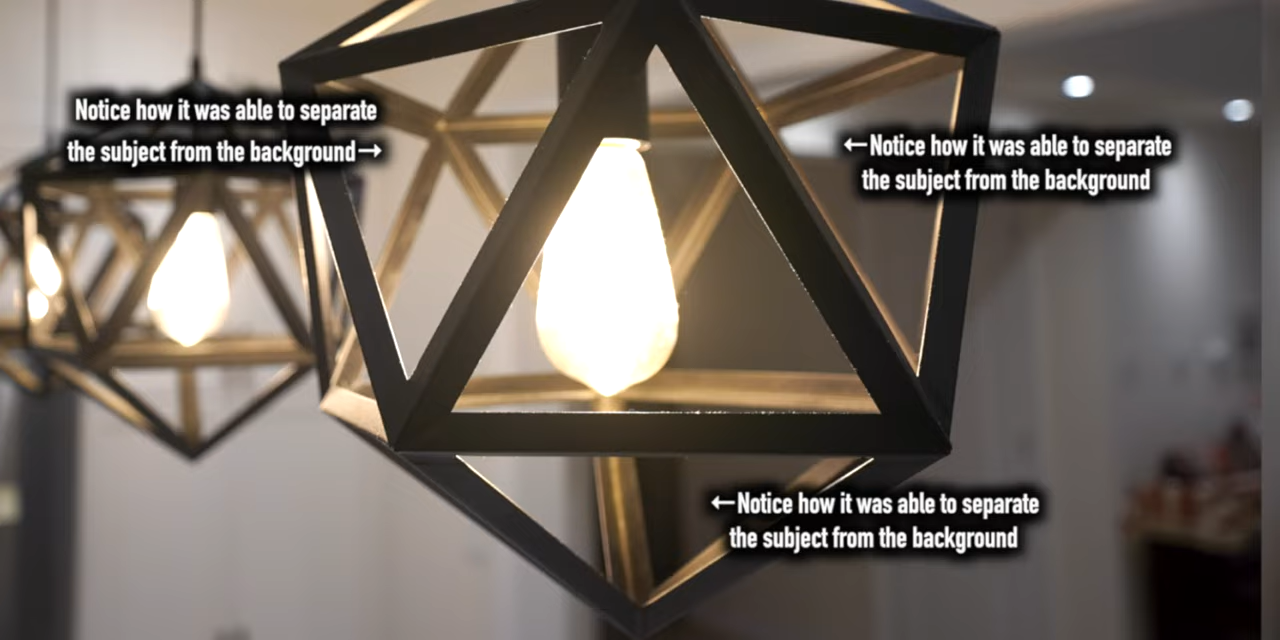 Notice how it was able to separate
the subject from the background→
←Notice how it was able to separate
the subject from the background
←Notice how it was able to separate
the subject from the background